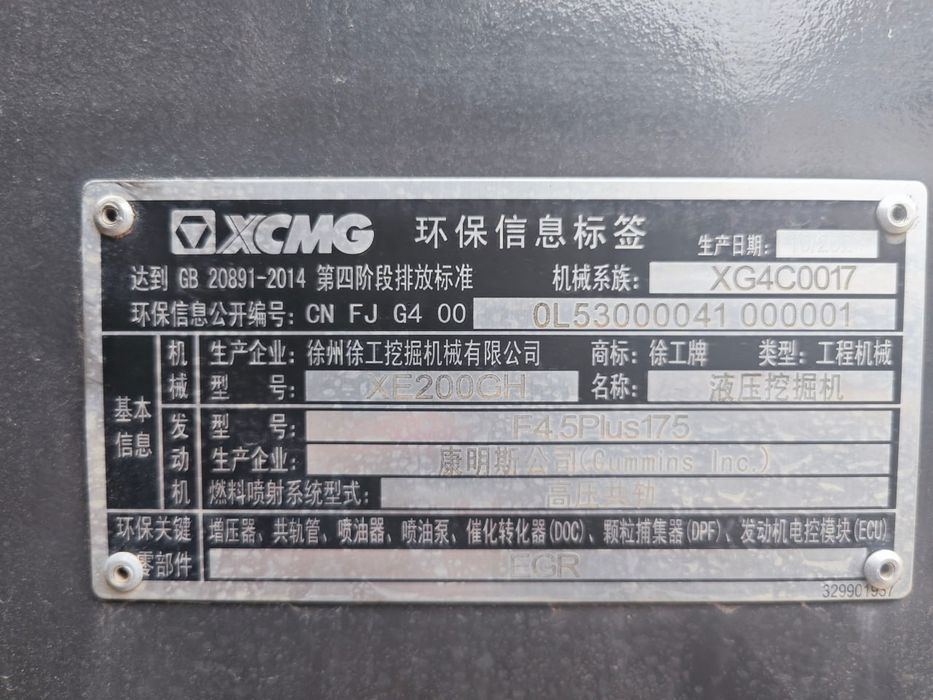 XCMG 环保信息标签 生产日期:
达到 GB 20891-2014 第四阶段排放标准 机械系族: XG4C0017
环保信息公开编号: CN FJ G4 00 0L53000041 000001
基本信息
机械
生产企业: 徐州徐工挖掘机械有限公司 商标: 徐工牌 类型: 工程机械
型 号: XE200GH 名称: 液压挖掘机
发动机
型 号: F4.5Plus175
生产企业: 康明斯公司(Cummins Inc.)
燃料喷射系统型式: 高压共轨
环保关键零部件
增压器、共轨管、喷油器、喷油泵、催化转化器(DOC)、颗粒捕集器(DPF)、发动机电控模块(ECU)
EGR
329901937